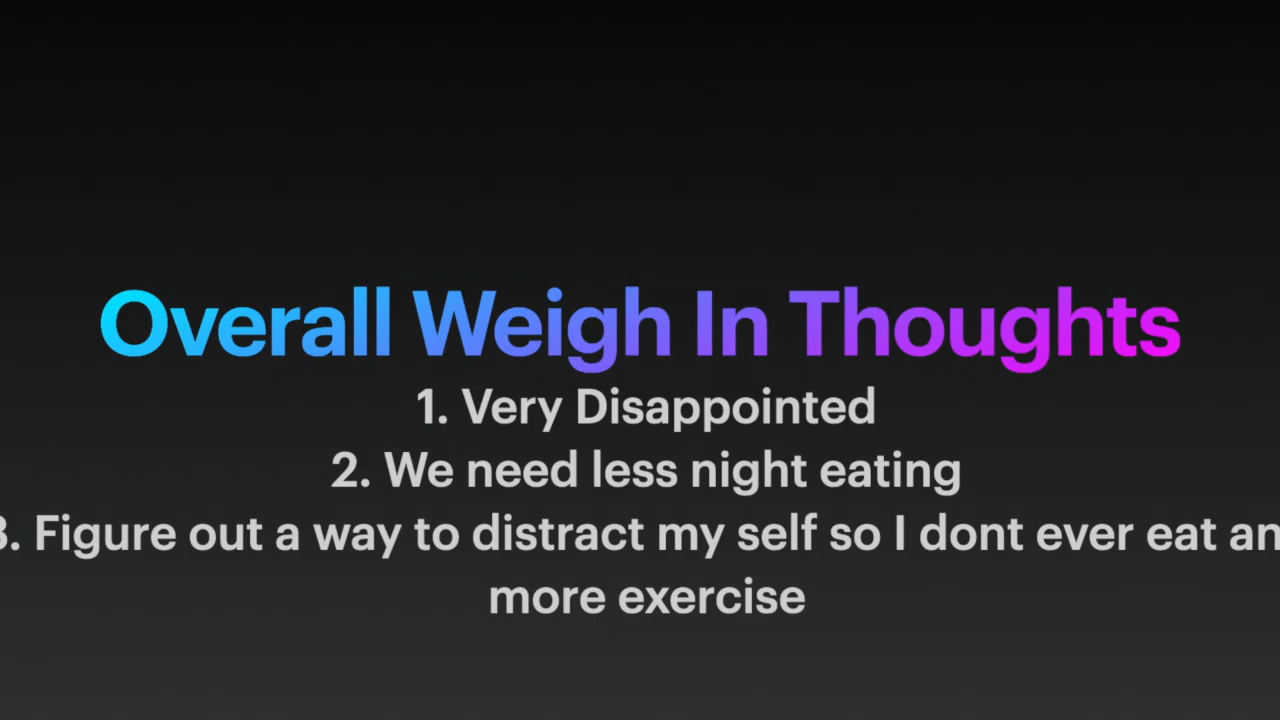 Overall Weigh In Thoughts
1. Very Disappointed
2. We need less night eating
3. Figure out a way to distract my self so I dont ever eat an
more exercise